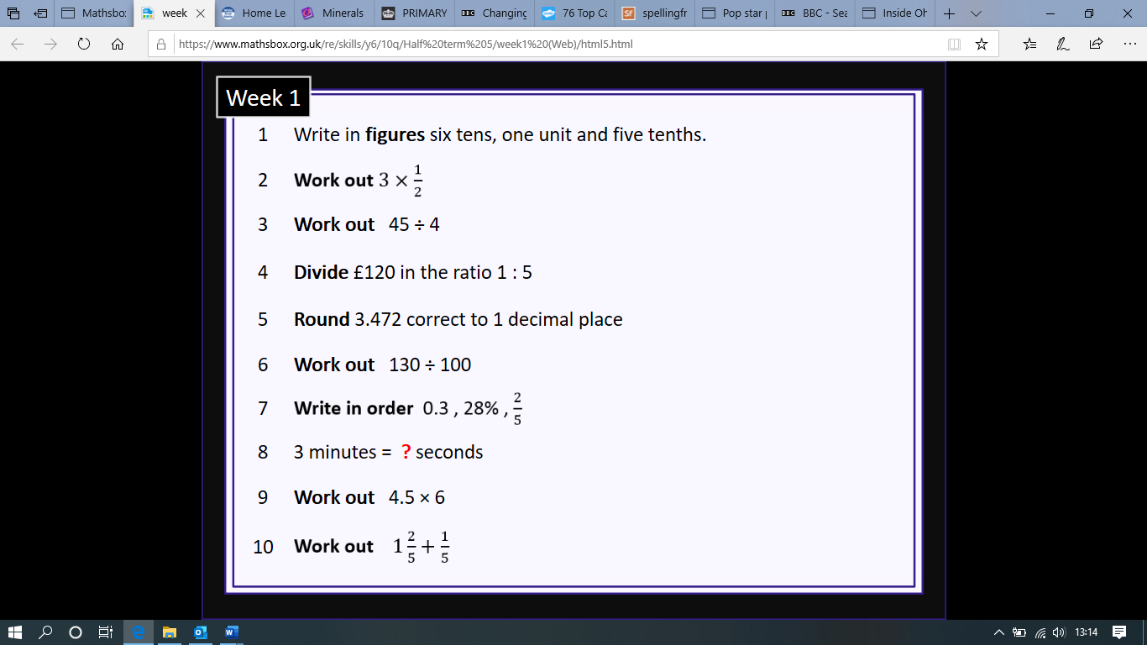 Mathsbo
week
Home Le
Minerals
PRIMARY
BBC Changing
76 Top Ca
Sf spellingfr
Pop star
BBC BBC - Sea
Inside Oh
https://www.mathsbox.org.uk/re/skills/y6/10q/Half%20term%205/week1%20(Web)/html5.html
Week 1
1 Write in figures six tens, one unit and five tenths.
2 Work out 3 × 1/2
3 Work out 45 ÷ 4
4 Divide £120 in the ratio 1 : 5
5 Round 3.472 correct to 1 decimal place
6 Work out 130 ÷ 100
7 Write in order 0.3 , 28% , 2/5
8 3 minutes = ? seconds
9 Work out 4.5 × 6
10 Work out 1 2/5 + 1/5
13:14